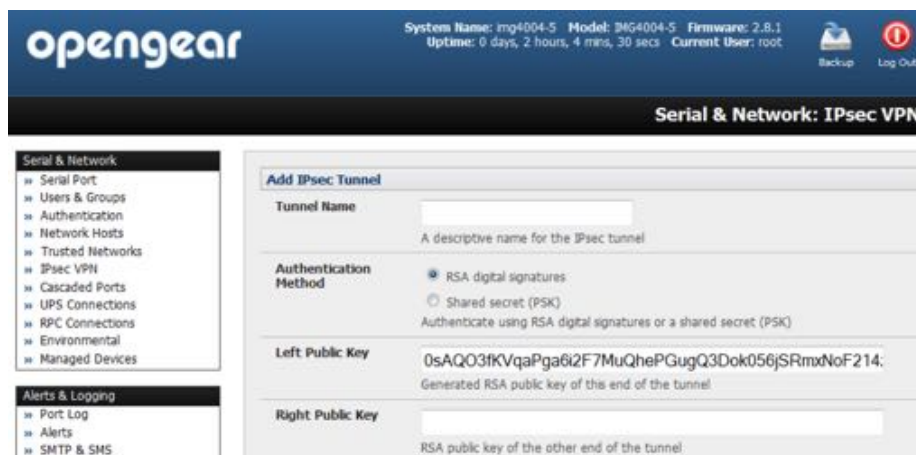 opengear
System Name: img4004-5 Model: IMG4004-5 Firmware: 2.8.1
Uptime: 0 days, 2 hours, 4 mins, 30 secs Current User: root
Backup
Log Out
Serial & Network: IPsec VPN
Serial & Network
» Serial Port
» Users & Groups
» Authentication
» Network Hosts
» Trusted Networks
» IPsec VPN
» Cascaded Ports
» UPS Connections
» RPC Connections
» Environmental
» Managed Devices
Alerts & Logging
» Port Log
» Alerts
» SMTP & SMS
Add IPsec Tunnel
Tunnel Name
A descriptive name for the IPsec tunnel
Authentication
Method
RSA digital signatures
Shared secret (PSK)
Authenticate using RSA digital signatures or a shared secret (PSK)
Left Public Key
0sAQO3fKVqaPga6i2F7MuQhePGugQ3Dok056jSRmxNoF214
Generated RSA public key of this end of the tunnel
Right Public Key
RSA public key of the other end of the tunnel